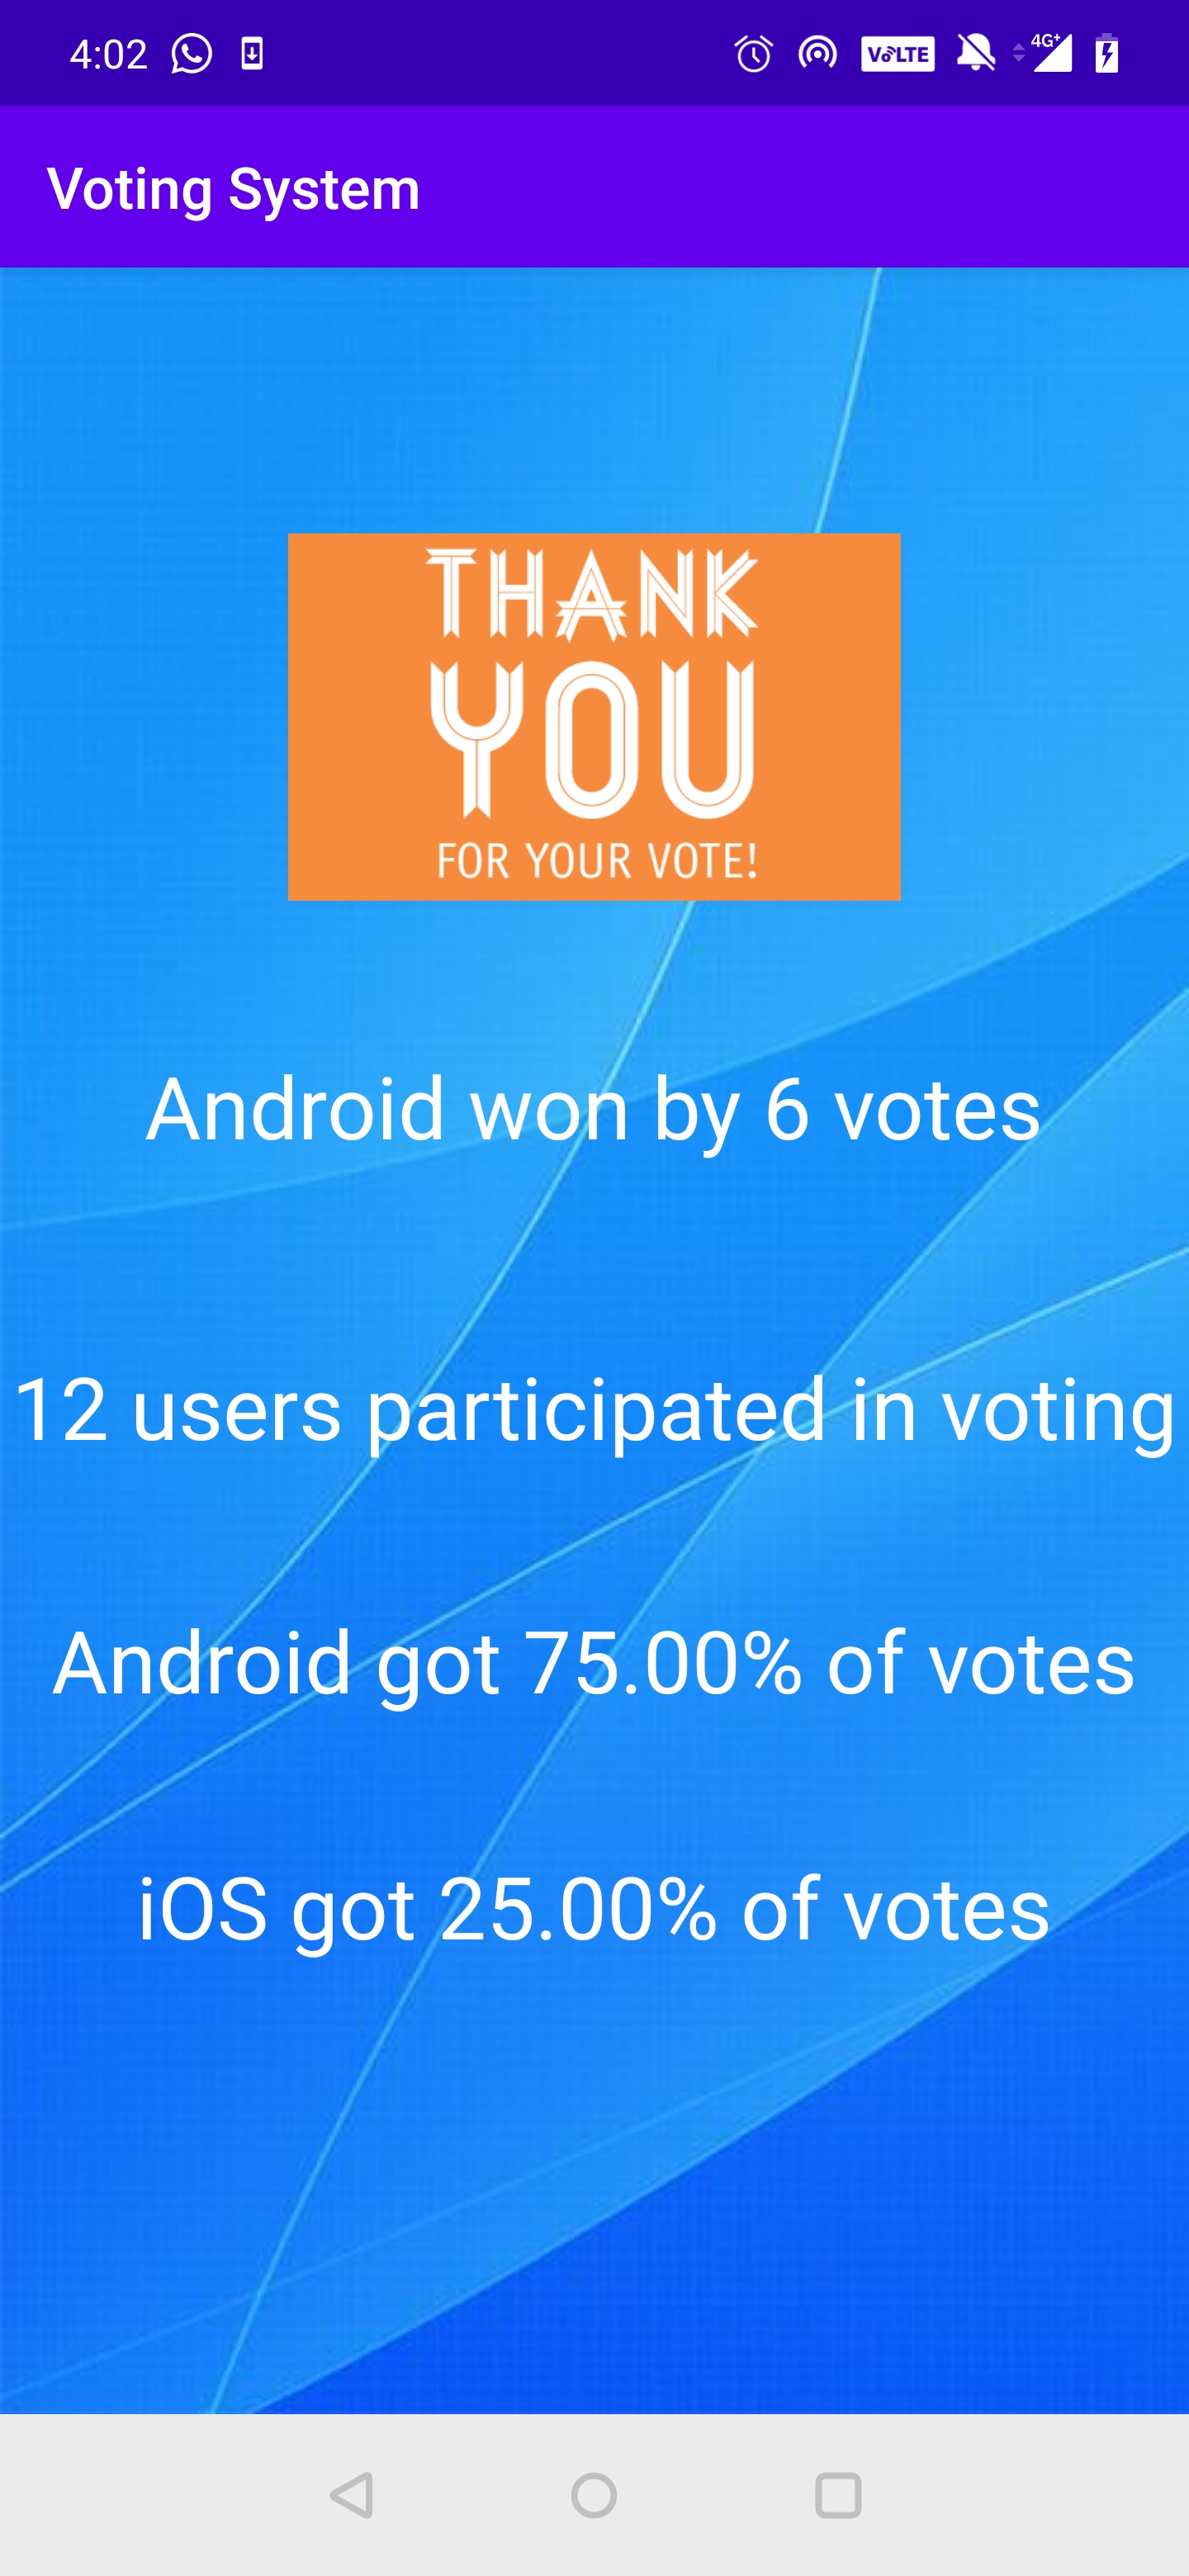 4:02
VoLTE
4G+
Voting System
THANK
YOU
FOR YOUR VOTE!
Android won by 6 votes
12 users participated in voting
Android got 75.00% of votes
iOS got 25.00% of votes